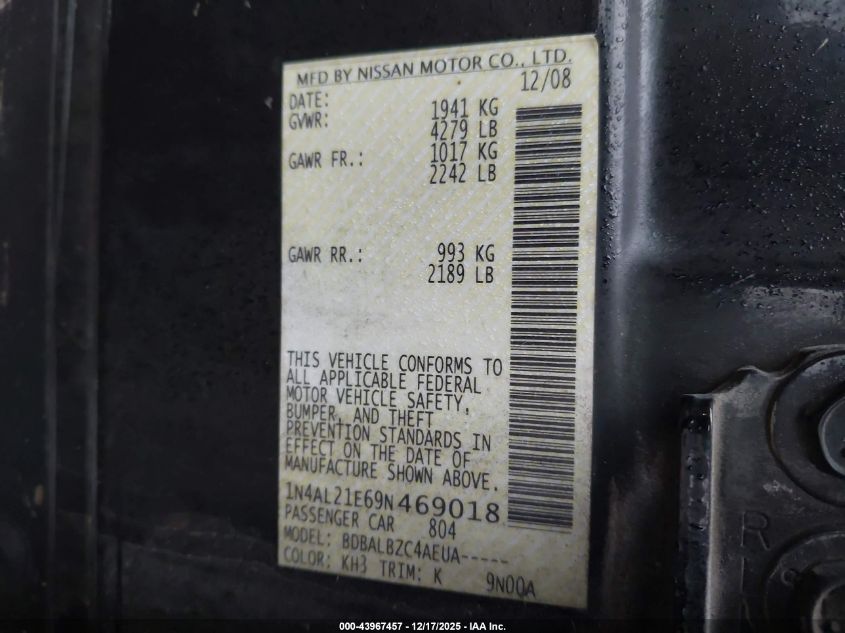 MFD BY NISSAN MOTOR CO., LTD.
DATE: 12/08
GVWR: 1941 KG
4279 LB
GAWR FR.: 1017 KG
2242 LB
GAWR RR.: 993 KG
2189 LB
THIS VEHICLE CONFORMS TO
ALL APPLICABLE FEDERAL
MOTOR VEHICLE SAFETY,
BUMPER, AND THEFT
PREVENTION STANDARDS IN
EFFECT ON THE DATE OF
MANUFACTURE SHOWN ABOVE.
1N4AL21E69N469018
PASSENGER CAR 804
MODEL: BDBALBZC4AEUA-----
COLOR: KH3 TRIM: K 9N00A
R
000-43967457 - 12/17/2025 - IAA Inc.